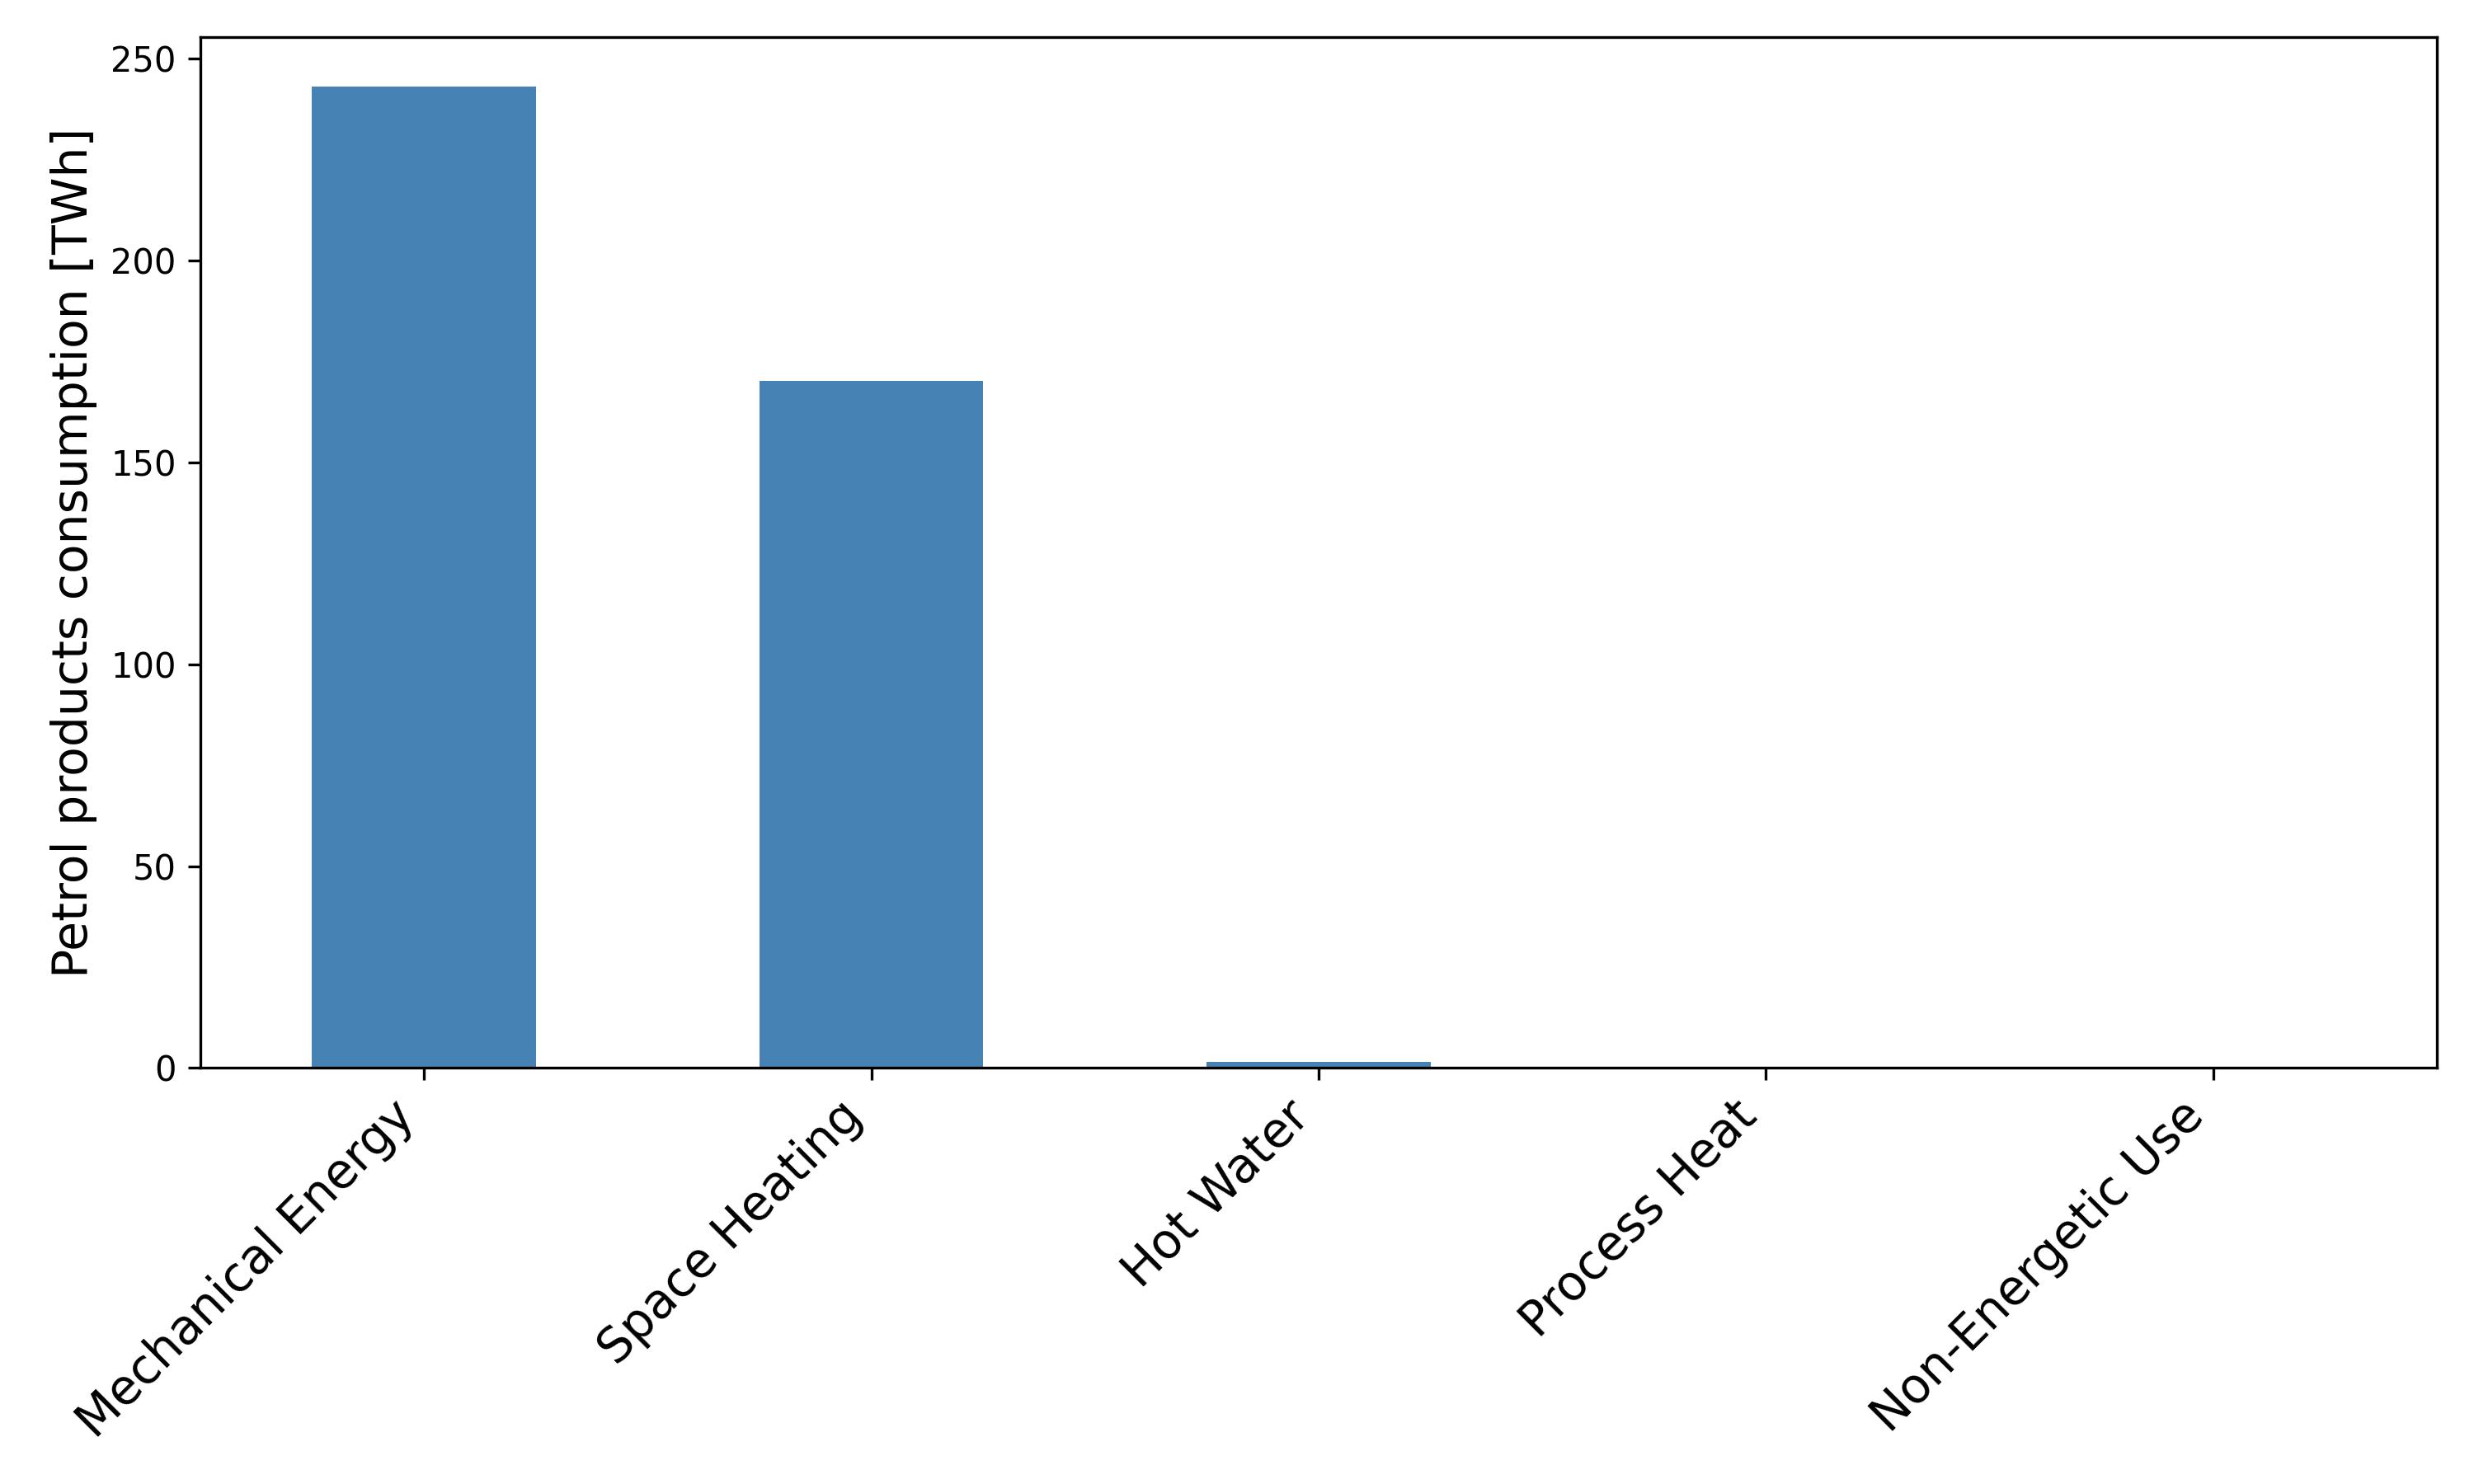 Petrol products consumption [TWh]
250
200
150
100
50
0
Mechanical Energy
Space Heating
Hot Water
Process Heat
Non-Energetic Use